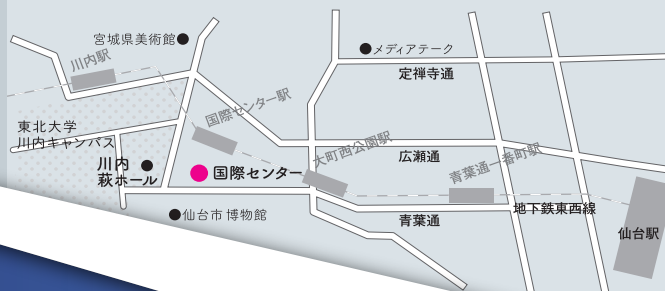 宮城県美術館
メディアテーク
川内駅
定禅寺通
国際センター駅
東北大学
川内キャンパス
大町西公園駅
広瀬通
青葉通一番町駅
川内
萩ホール
国際センター
仙台市博物館
青葉通
地下鉄東西線
仙台駅